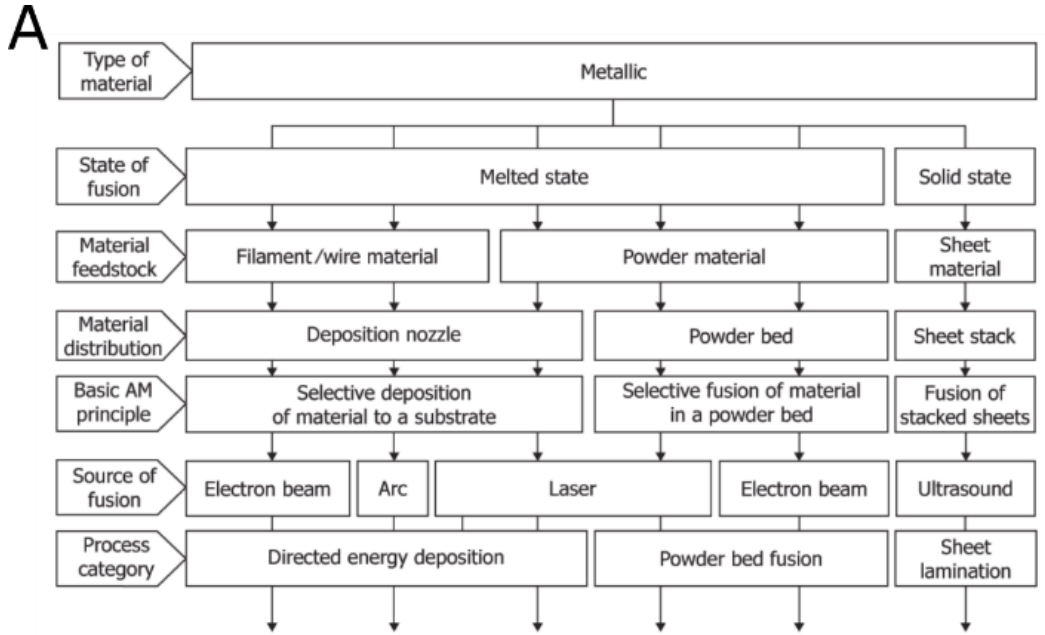 A
Type of
material
Metallic
State of
fusion
Melted state
Solid state
Material
feedstock
Filament/wire material
Powder material
Sheet
material
Material
distribution
Deposition nozzle
Powder bed
Sheet stack
Basic AM
principle
Selective deposition
of material to a substrate
Selective fusion of material
in a powder bed
Fusion of
stacked sheets
Source of
fusion
Electron beam
Arc
Laser
Electron beam
Ultrasound
Process
category
Directed energy deposition
Powder bed fusion
Sheet
lamination